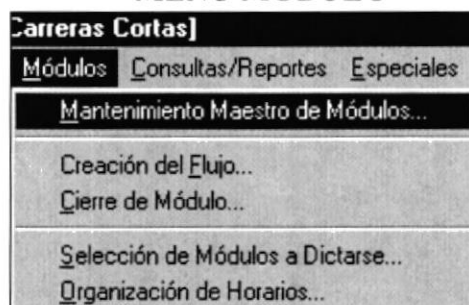 Carreras Cortas]
Módulos Consultas/Reportes Especiales
Mantenimiento Maestro de Módulos...
Creación del Flujo...
Cierre de Módulo...
Selección de Módulos a Dictarse...
Organización de Horarios...